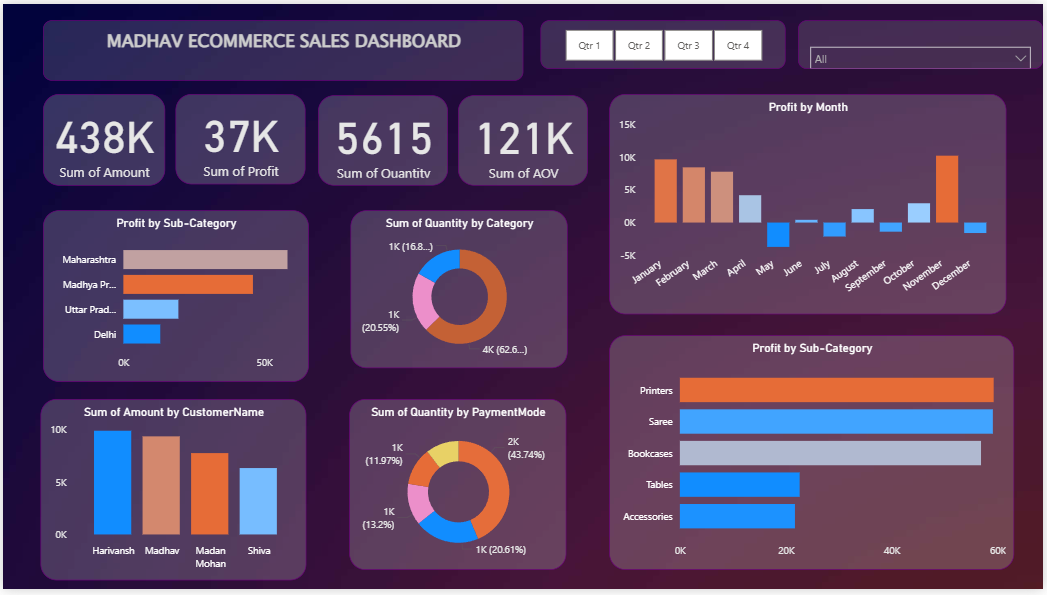 MADHAV ECOMMERCE SALES DASHBOARD
Qtr 1
Qtr 2
Qtr 3
Qtr 4
All
438K
Sum of Amount
37K
Sum of Profit
5615
Sum of Quantity
121K
Sum of AOV
Profit by Month
15K
10K
5K
0K
-5K
January
February
March
April
May
June
July
August
September
October
November
December
Profit by Sub-Category
Maharashtra
Madhya Pr...
Uttar Prad...
Delhi
0K
50K
Sum of Quantity by Category
1K (16.8...)
1K
(20.55%)
4K (62.6...)
Profit by Sub-Category
Printers
Saree
Bookcases
Tables
Accessories
0K
20K
40K
60K
Sum of Amount by CustomerName
10K
5K
0K
Harivansh
Madhav
Madan
Mohan
Shiva
Sum of Quantity by PaymentMode
1K
(11.97%)
2K
(43.74%)
1K
(13.2%)
1K (20.61%)